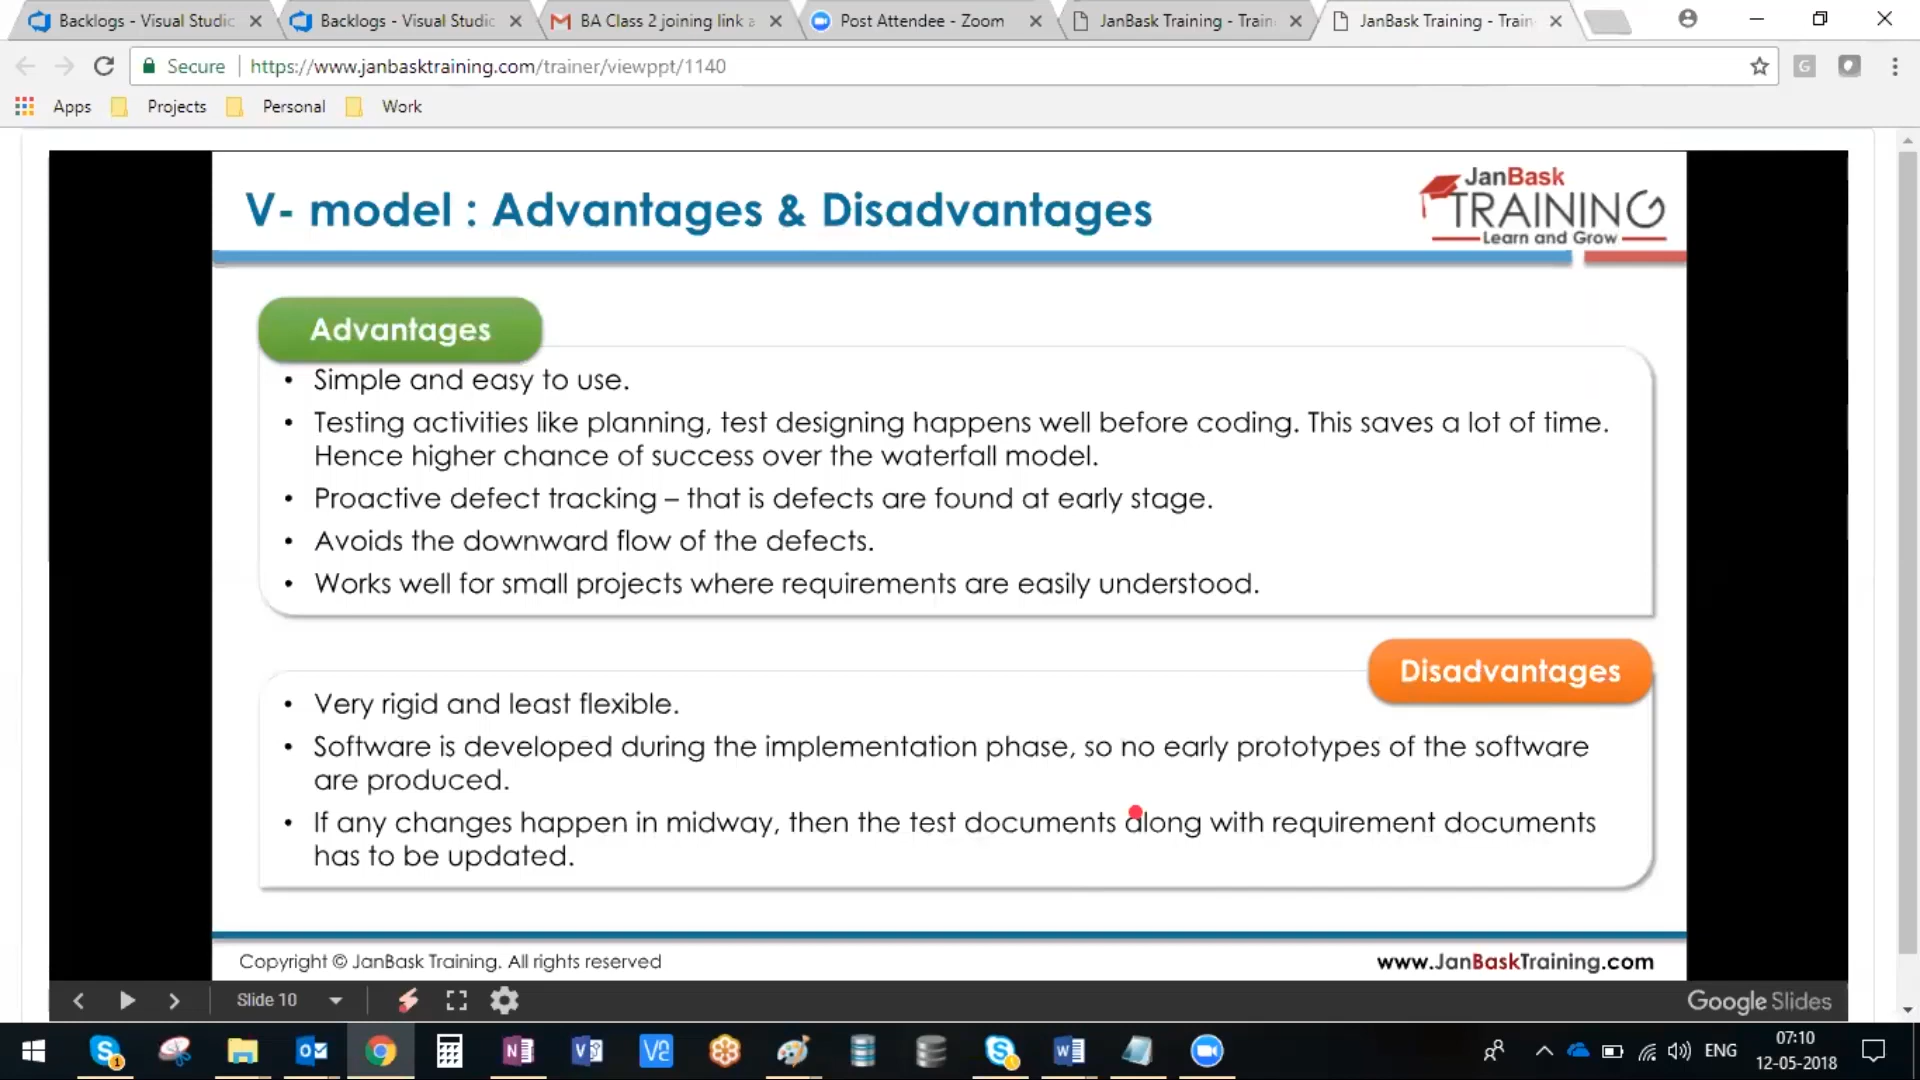 Backlogs - Visual Studic
Backlogs - Visual Studic
BA Class 2 joining link a
Post Attendee - Zoom
JanBask Training - Train
JanBask Training - Train
Secure
https://www.janbasktraining.com/trainer/viewppt/1140
Apps
Projects
Personal
Work
V- model : Advantages & Disadvantages
JanBask
TRAINING
Learn and Grow
Advantages
• Simple and easy to use.
• Testing activities like planning, test designing happens well before coding. This saves a lot of time.
Hence higher chance of success over the waterfall model.
• Proactive defect tracking – that is defects are found at early stage.
• Avoids the downward flow of the defects.
• Works well for small projects where requirements are easily understood.
Disadvantages
• Very rigid and least flexible.
• Software is developed during the implementation phase, so no early prototypes of the software
are produced.
• If any changes happen in midway, then the test documents along with requirement documents
has to be updated.
Copyright © JanBask Training. All rights reserved
www.JanBaskTraining.com
Slide 10
Google Slides
ENG
07:10
12-05-2018